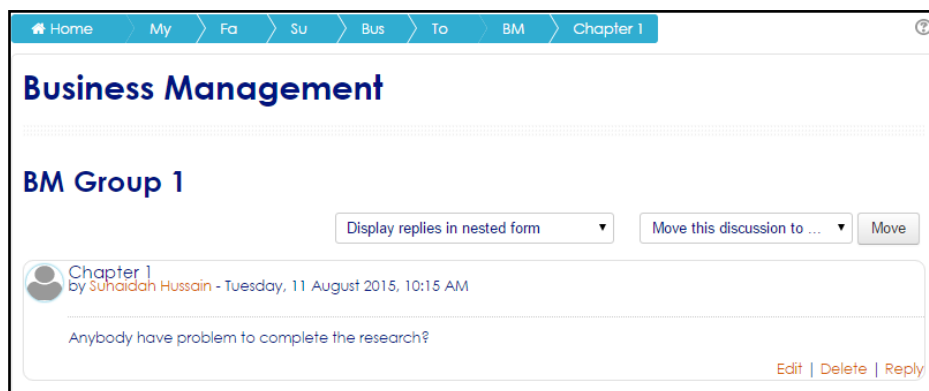 Home My Fa Su Bus To BM Chapter 1
Business Management
BM Group 1
Display replies in nested form Move this discussion to ... Move
Chapter 1
by Suhaidah Hussain - Tuesday, 11 August 2015, 10:15 AM
Anybody have problem to complete the research?
Edit | Delete | Reply